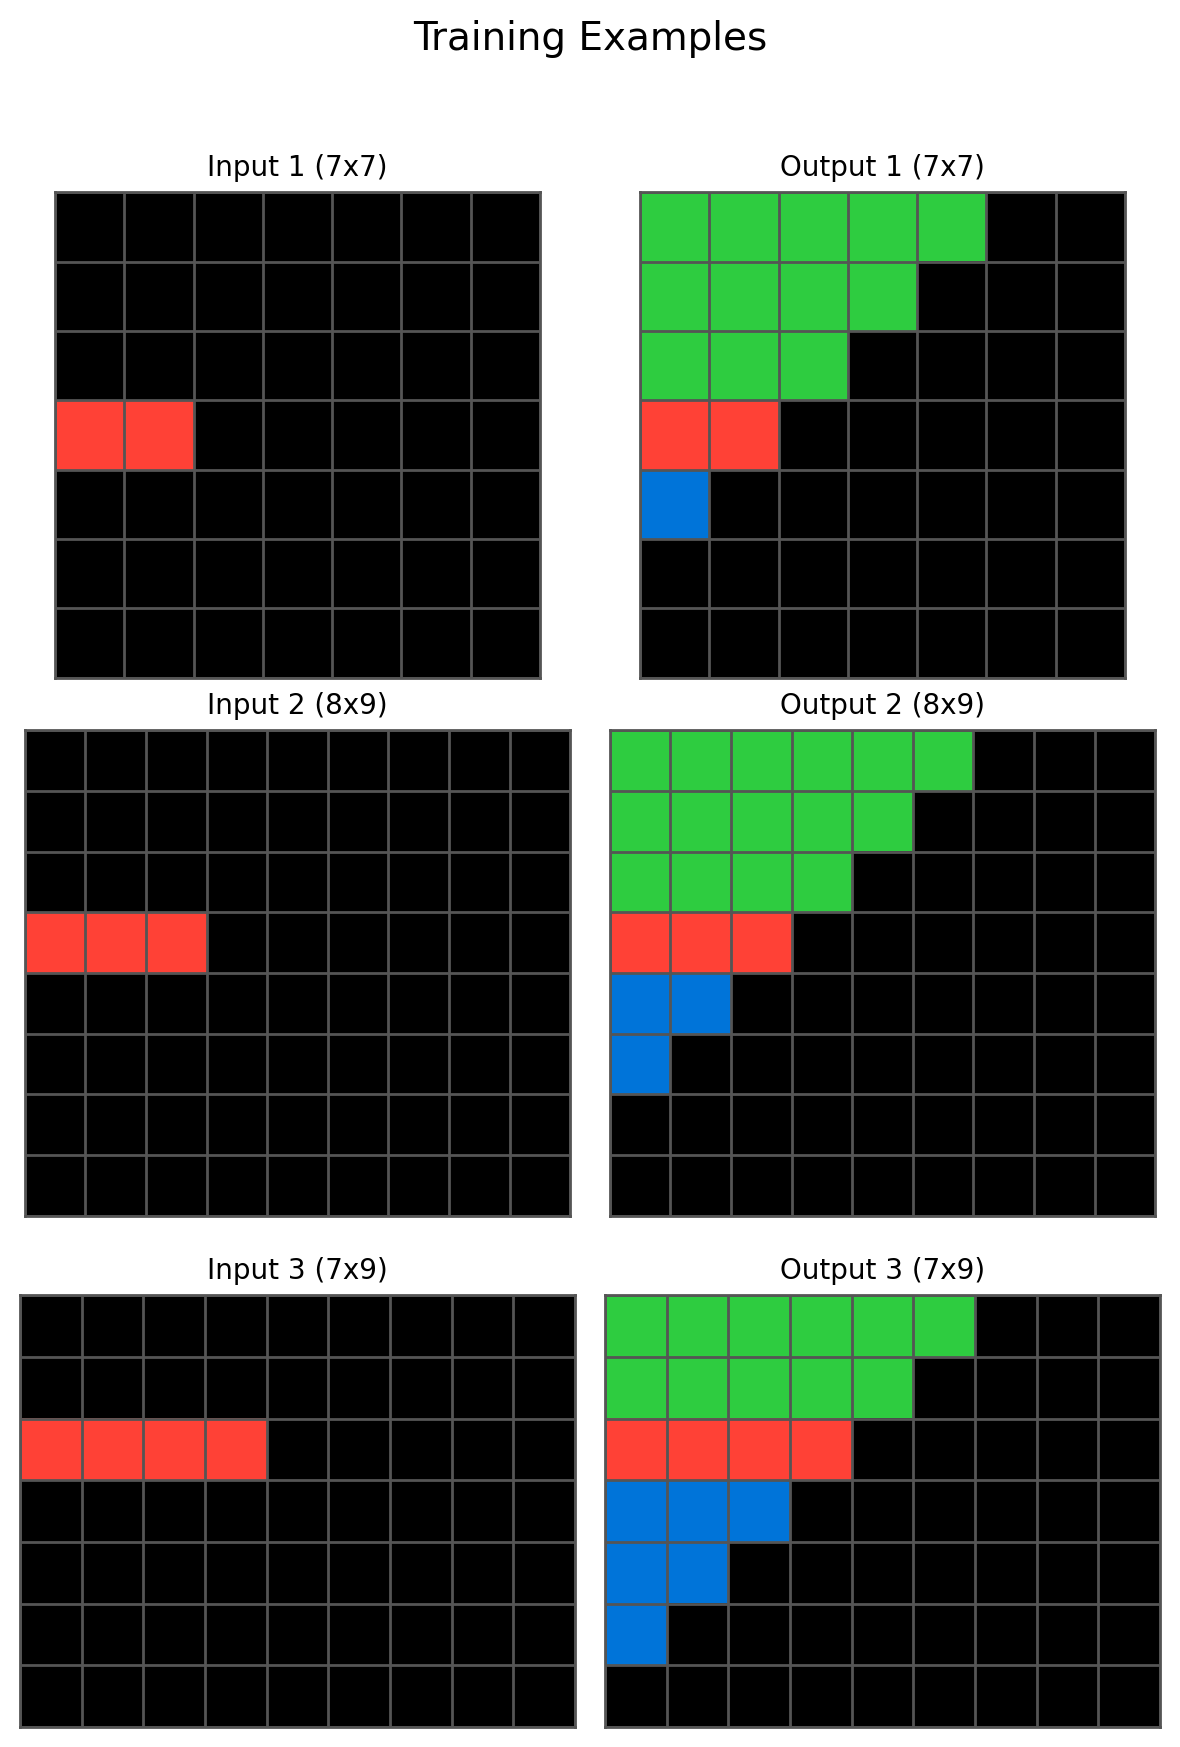 Training Examples
Input 1 (7x7)
Output 1 (7x7)
Input 2 (8x9)
Output 2 (8x9)
Input 3 (7x9)
Output 3 (7x9)